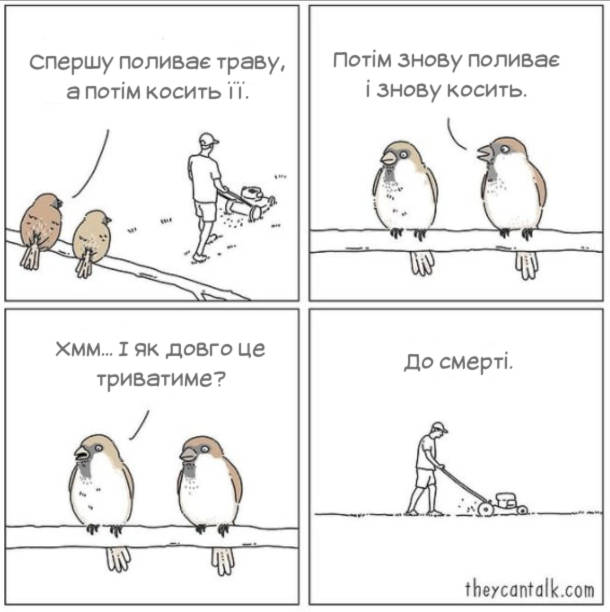 Спершу поливає траву,
а потім косить її.
Потім знову поливає
і знову косить.
Хмм... І як довго це
триватиме?
До смерті.
theycantalk.com